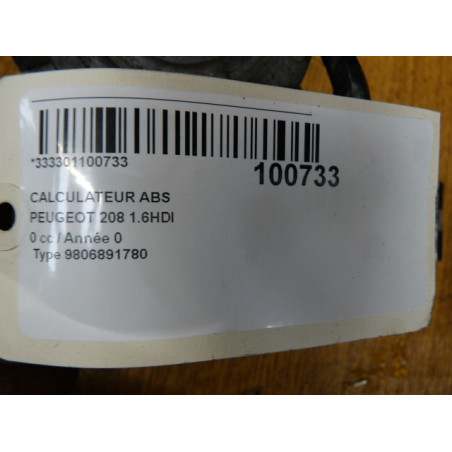 *333301100733
100733
CALCULATEUR ABS
PEUGEOT 208 1.6HDI
0 cc / Année 0
Type 9806891780